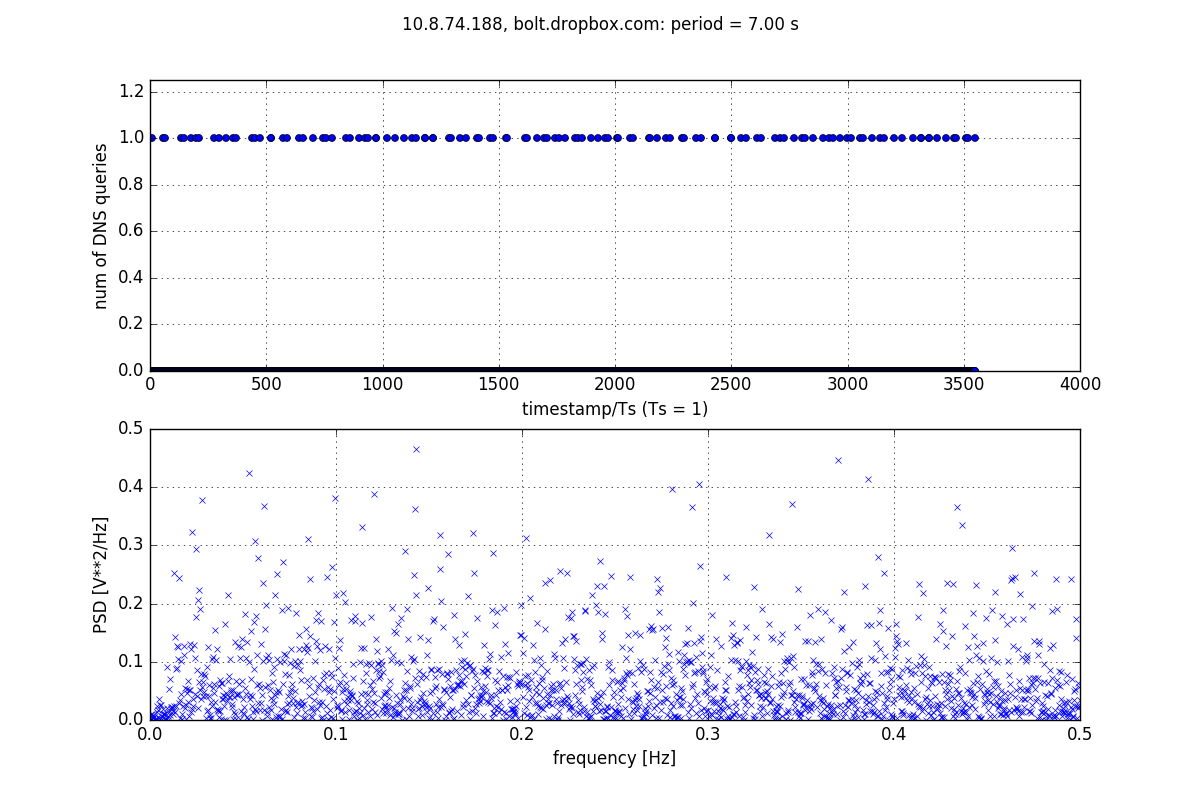 10.8.74.188, bolt.dropbox.com: period = 7.00 s
1.2
1.0
0.8
0.6
0.4
0.2
0.0
num of DNS queries
0 500 1000 1500 2000 2500 3000 3500 4000
timestamp/Ts (Ts = 1)
0.5
0.4
0.3
0.2
0.1
0.0
PSD [V**2/Hz]
0.0 0.1 0.2 0.3 0.4 0.5
frequency [Hz]